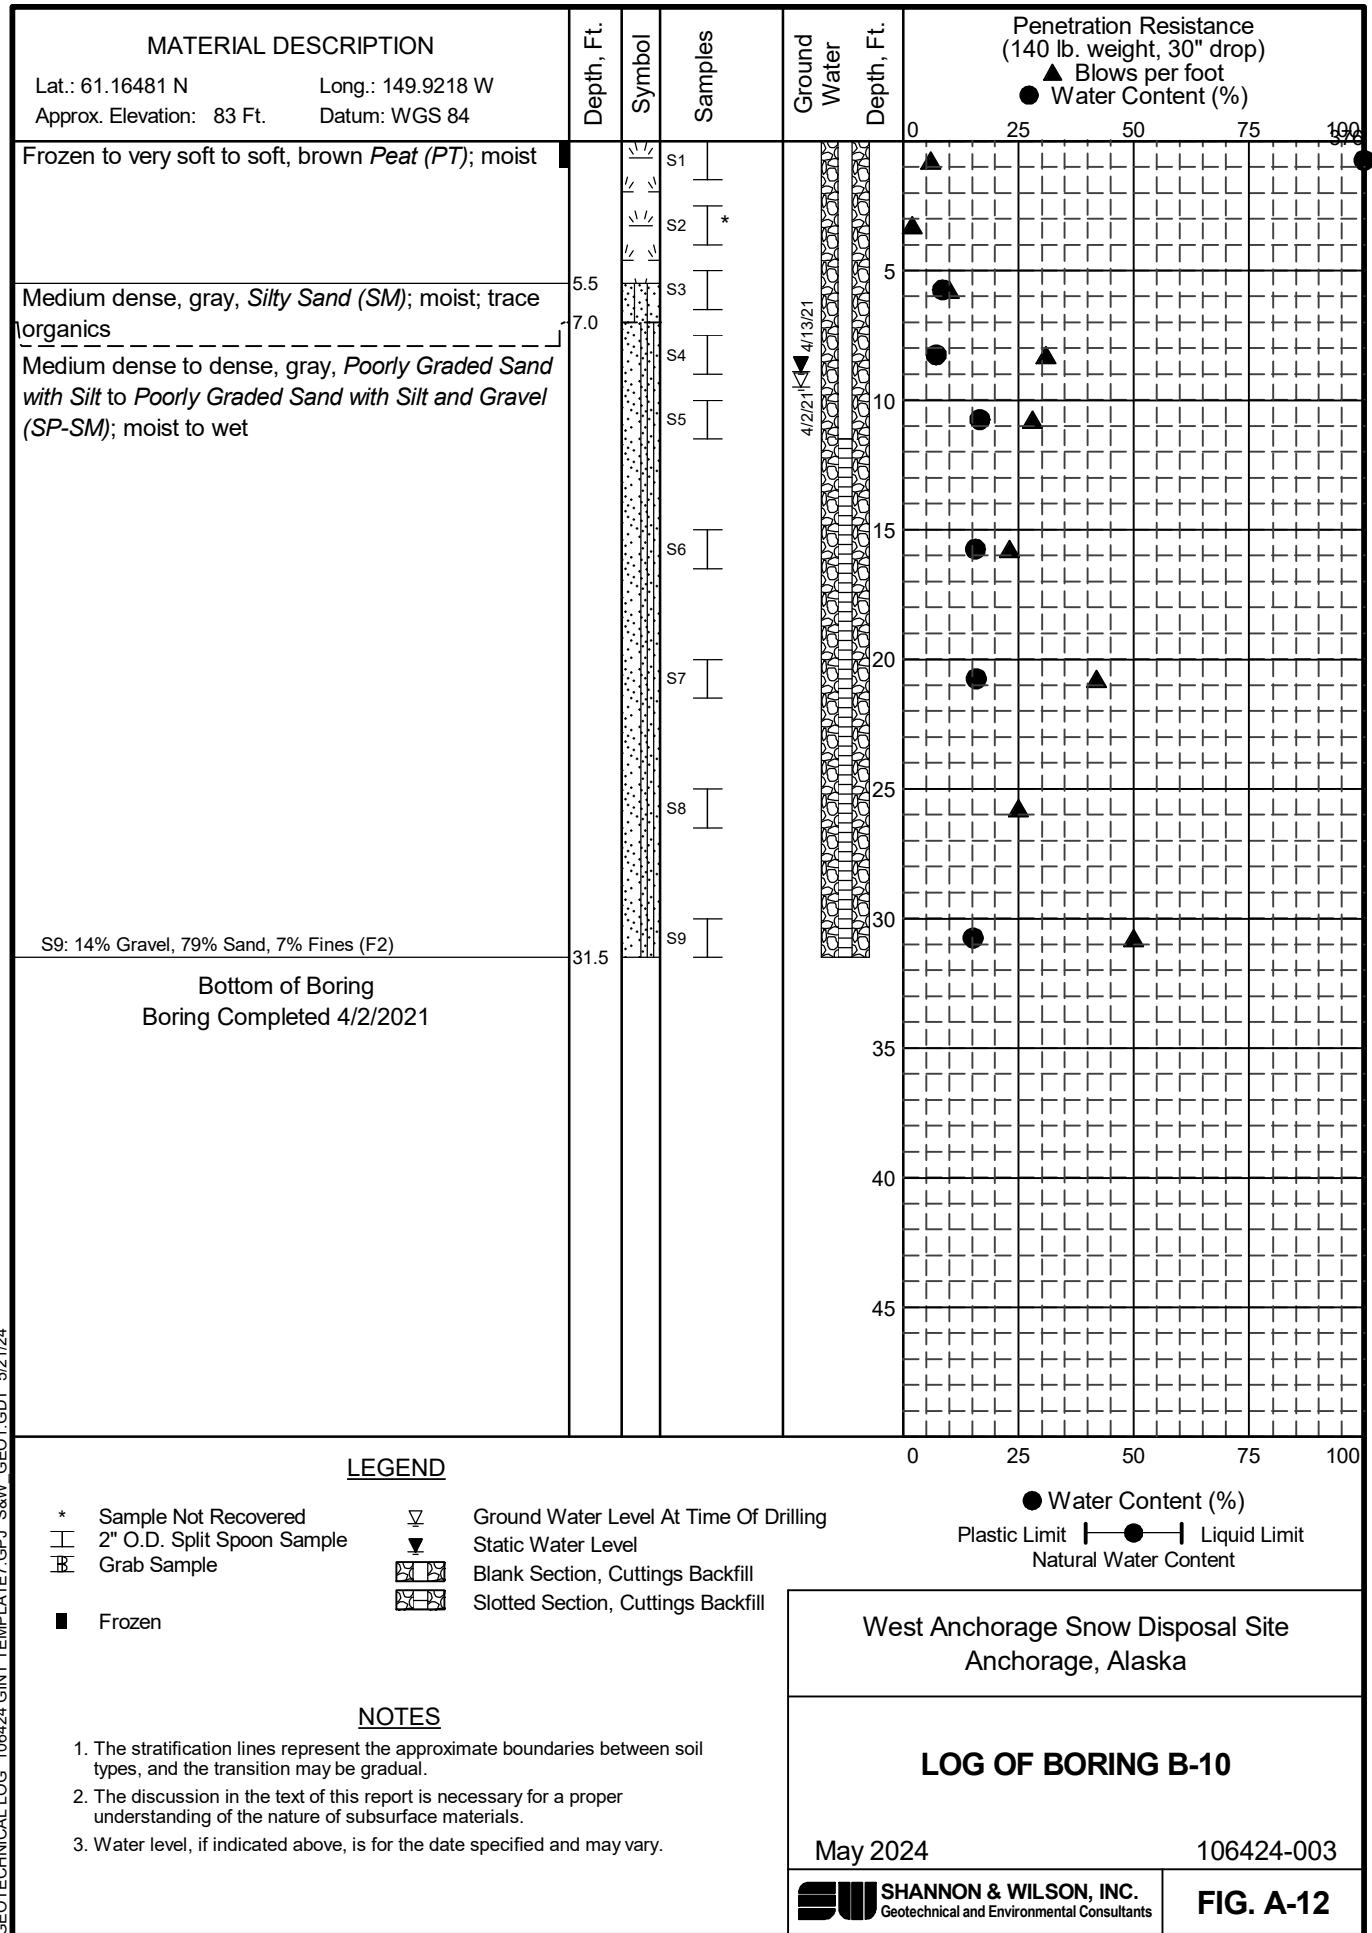 MATERIAL DESCRIPTION
Lat.: 61.16481 N Long.: 149.9218 W
Approx. Elevation: 83 Ft. Datum: WGS 84
Depth, Ft.
Symbol
Samples
Ground
Water
Depth, Ft.
Penetration Resistance
(140 lb. weight, 30" drop)
▲ Blows per foot
● Water Content (%)
0 25 50 75 100
376
Frozen to very soft to soft, brown Peat (PT); moist
S1
S2 *
5
5.5
Medium dense, gray, Silty Sand (SM); moist; trace
organics
S3
7.0
Medium dense to dense, gray, Poorly Graded Sand
with Silt to Poorly Graded Sand with Silt and Gravel
(SP-SM); moist to wet
S4
4/13/21
4/2/21
10
S5
15
S6
20
S7
25
S8
30
S9
S9: 14% Gravel, 79% Sand, 7% Fines (F2)
31.5
Bottom of Boring
Boring Completed 4/2/2021
35
40
45
0 25 50 75 100
LEGEND
* Sample Not Recovered
2" O.D. Split Spoon Sample
Grab Sample
Frozen
Ground Water Level At Time Of Drilling
Static Water Level
Blank Section, Cuttings Backfill
Slotted Section, Cuttings Backfill
● Water Content (%)
Plastic Limit Liquid Limit
Natural Water Content
NOTES
1. The stratification lines represent the approximate boundaries between soil
types, and the transition may be gradual.
2. The discussion in the text of this report is necessary for a proper
understanding of the nature of subsurface materials.
3. Water level, if indicated above, is for the date specified and may vary.
West Anchorage Snow Disposal Site
Anchorage, Alaska
LOG OF BORING B-10
May 2024 106424-003
SHANNON & WILSON, INC.
Geotechnical and Environmental Consultants
FIG. A-12
GEOTECHNICAL LOG 106424 GINT TEMPLATE7.GPJ S&W_GEO1.GDT 5/21/24